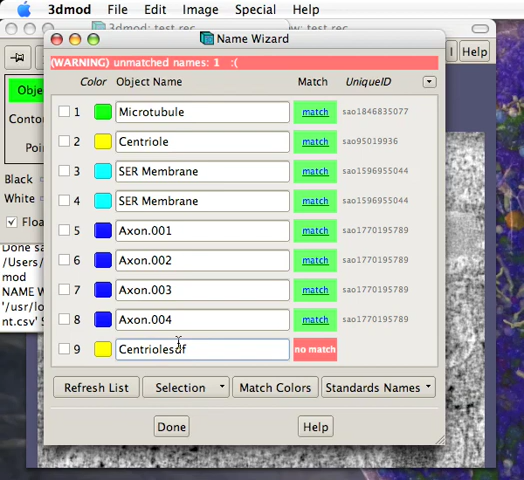 3dmod File Edit Image Special Help
3dmod: test.rec
w: test.rec
Name Wizard
Help
(WARNING) unmatched names: 1 :(
Color Object Name Match UniqueID
Obje
1 Microtubule match sao1846835077
Conto
2 Centriole match sao95019936
Poin
3 SER Membrane match sao1596955044
Black
4 SER Membrane match sao1596955044
White
Floa
5 Axon.001 match sao1770195789
Done sa
/Users/
6 Axon.002 match sao1770195789
mod
NAME W
7 Axon.003 match sao1770195789
'/usr/lo
nt.csv' S
8 Axon.004 match sao1770195789
9 Centriolesdf no match
Refresh List Selection Match Colors Standards Names
Done Help